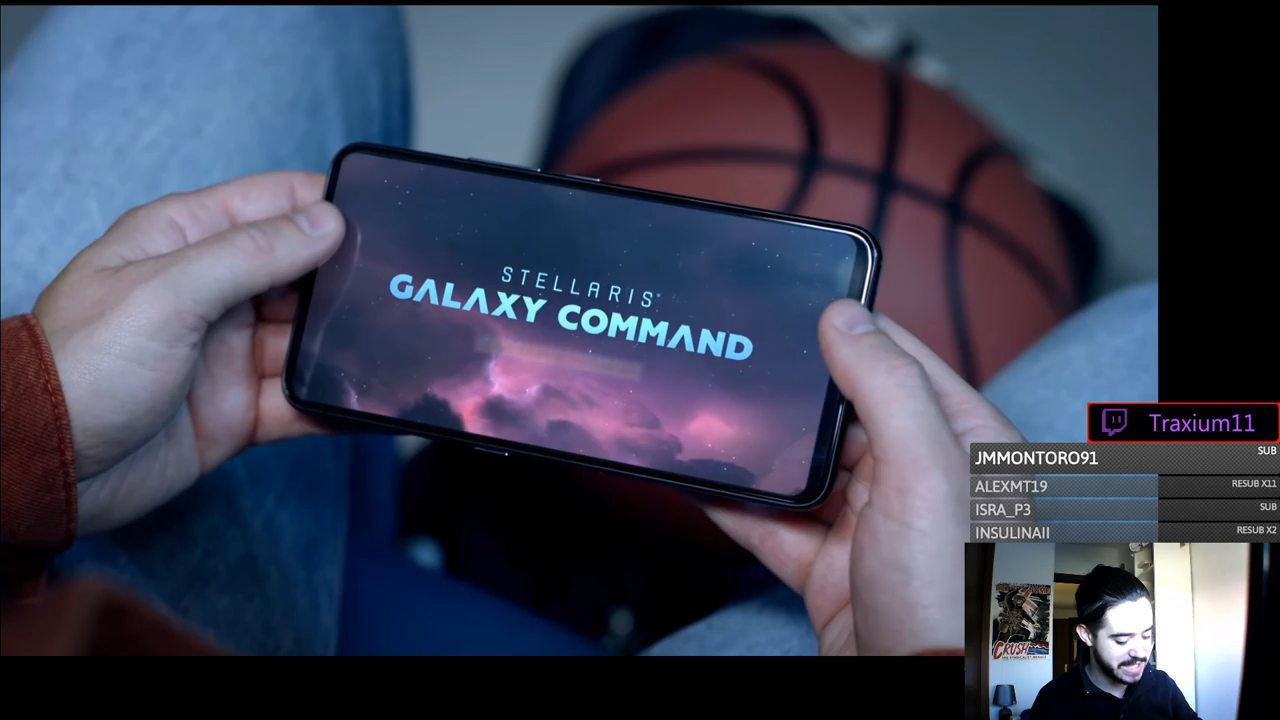 STELLARIS
GALAXY COMMAND
Traxium11
JMMONTORO91 SUB
ALEXMT19 RESUB X11
ISRA_P3 SUB
INSULINAII RESUB X2
CRUSH